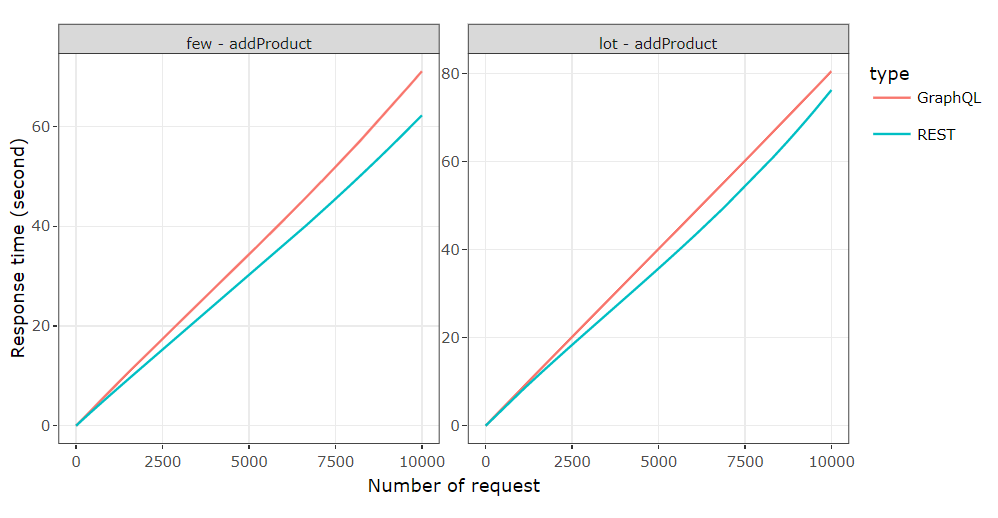 few - addProduct
lot - addProduct
Response time (second)
60
40
20
0
80
60
40
20
0
0 2500 5000 7500 10000
0 2500 5000 7500 10000
Number of request
type
GraphQL
REST